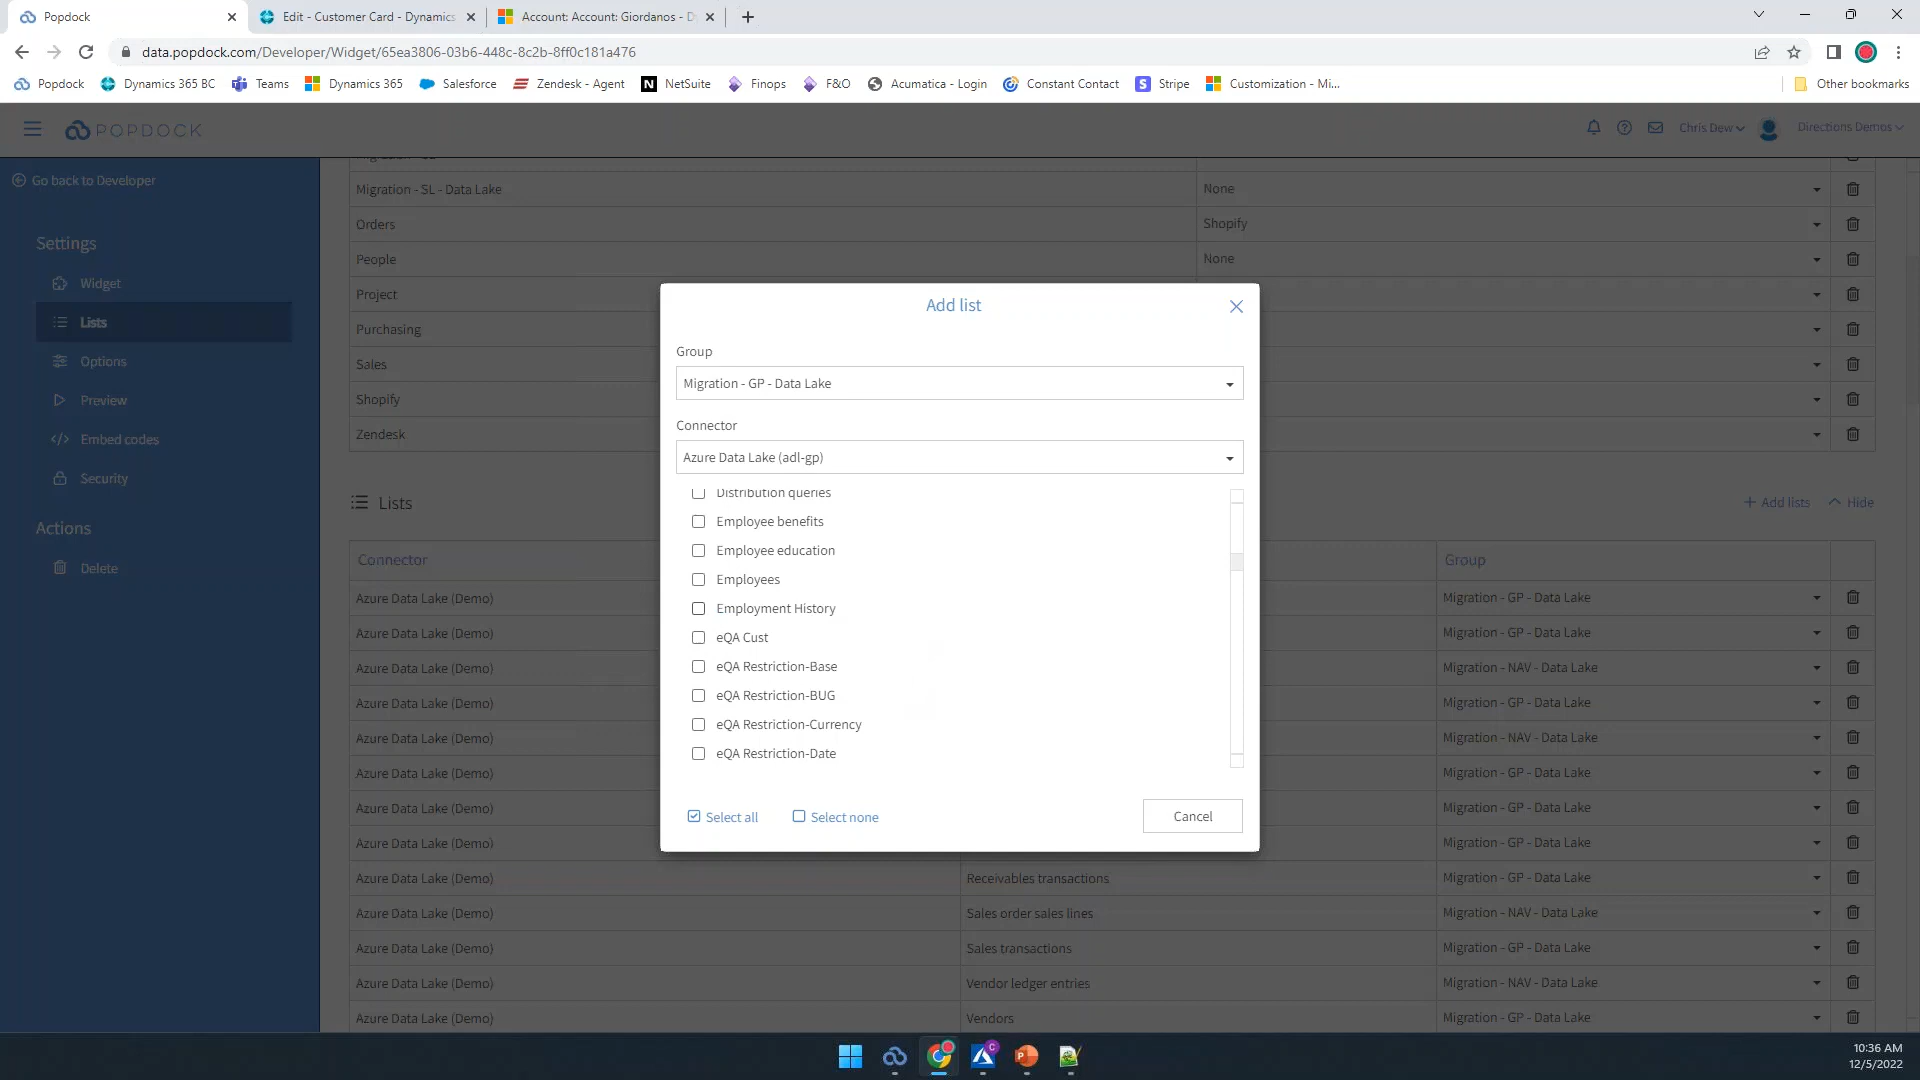 Popdock
Edit - Customer Card - Dynamics
Account: Account: Giordanos - D
data.popdock.com/Developer/Widget/65ea3806-03b6-448c-8c2b-8ff0c181a476
Popdock
Dynamics 365 BC
Teams
Dynamics 365
Salesforce
Zendesk - Agent
NetSuite
Finops
F&O
Acumatica - Login
Constant Contact
Stripe
Customization - Mi...
Other bookmarks
POPDOCK
Chris Dew
Directions Demos
Go back to Developer
Settings
Widget
Lists
Options
Preview
Embed codes
Security
Actions
Delete
Migration - SL - Data Lake
None
Orders
Shopify
People
None
Project
Purchasing
Sales
Shopify
Zendesk
Lists
+ Add lists
Hide
Connector
Group
Azure Data Lake (Demo)
Migration - GP - Data Lake
Azure Data Lake (Demo)
Migration - GP - Data Lake
Azure Data Lake (Demo)
Migration - NAV - Data Lake
Azure Data Lake (Demo)
Migration - GP - Data Lake
Azure Data Lake (Demo)
Migration - NAV - Data Lake
Azure Data Lake (Demo)
Migration - GP - Data Lake
Azure Data Lake (Demo)
Migration - GP - Data Lake
Azure Data Lake (Demo)
Migration - GP - Data Lake
Azure Data Lake (Demo)
Receivables transactions
Migration - GP - Data Lake
Azure Data Lake (Demo)
Sales order sales lines
Migration - NAV - Data Lake
Azure Data Lake (Demo)
Sales transactions
Migration - GP - Data Lake
Azure Data Lake (Demo)
Vendor ledger entries
Migration - NAV - Data Lake
Azure Data Lake (Demo)
Vendors
Migration - GP - Data Lake
Add list
Group
Migration - GP - Data Lake
Connector
Azure Data Lake (adl-gp)
Distribution queries
Employee benefits
Employee education
Employees
Employment History
eQA Cust
eQA Restriction-Base
eQA Restriction-BUG
eQA Restriction-Currency
eQA Restriction-Date
Select all
Select none
Cancel
10:36 AM
12/5/2022